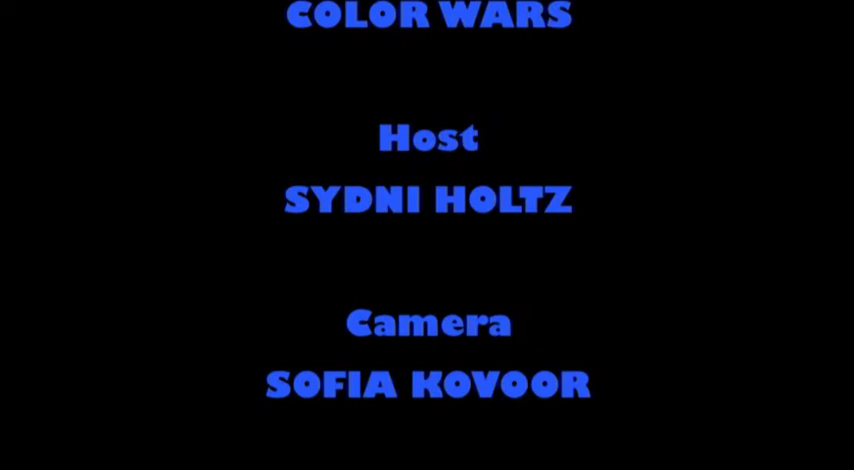 COLOR WARS
Host
SYDNI HOLTZ
Camera
SOFIA KOVOOR